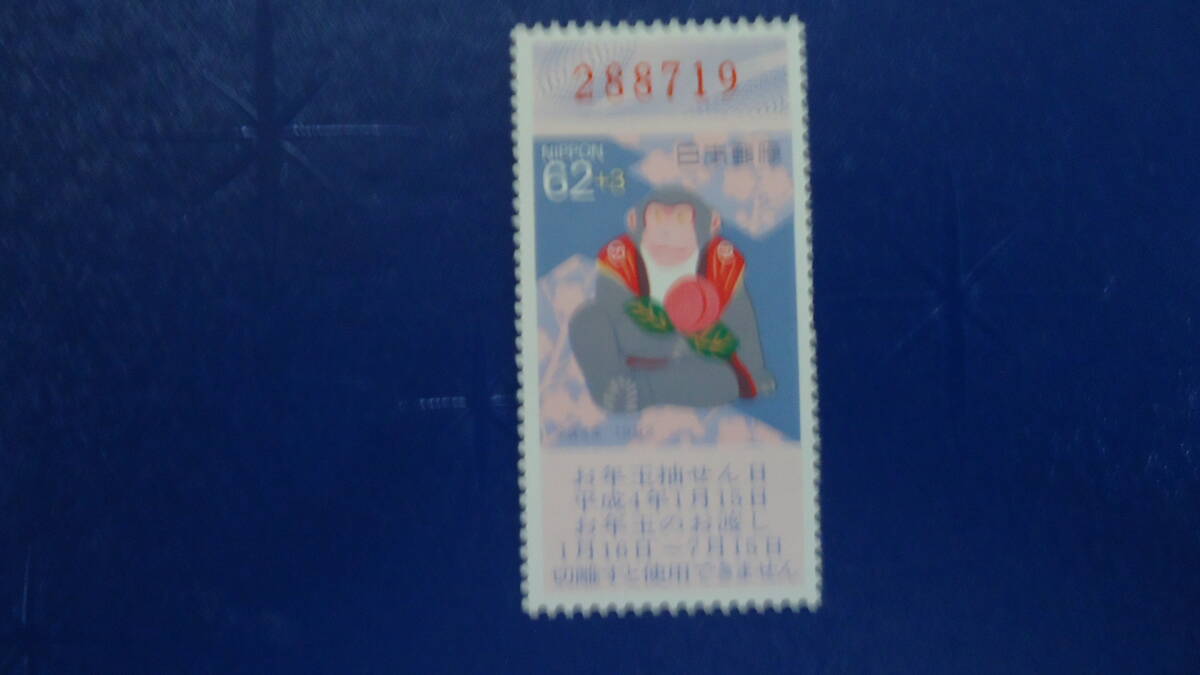 288719
NIPPON 日本郵便
62+3
お年玉抽せん日
平成4年1月15日
お年玉のお渡し
1月16日~7月15日
切離すと使用できません